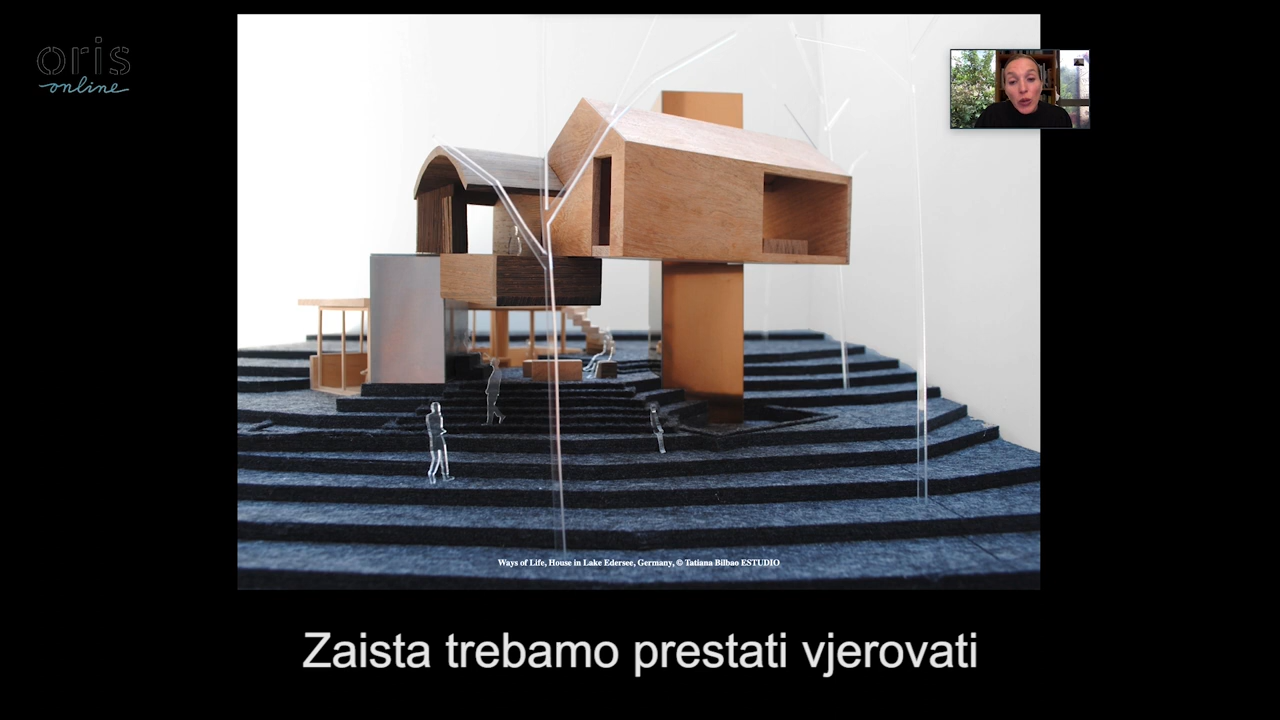 oris
online
Ways of Life, House in Lake Edersee, Germany, © Tatiana Bilbao ESTUDIO
Zaista trebamo prestati vjerovati